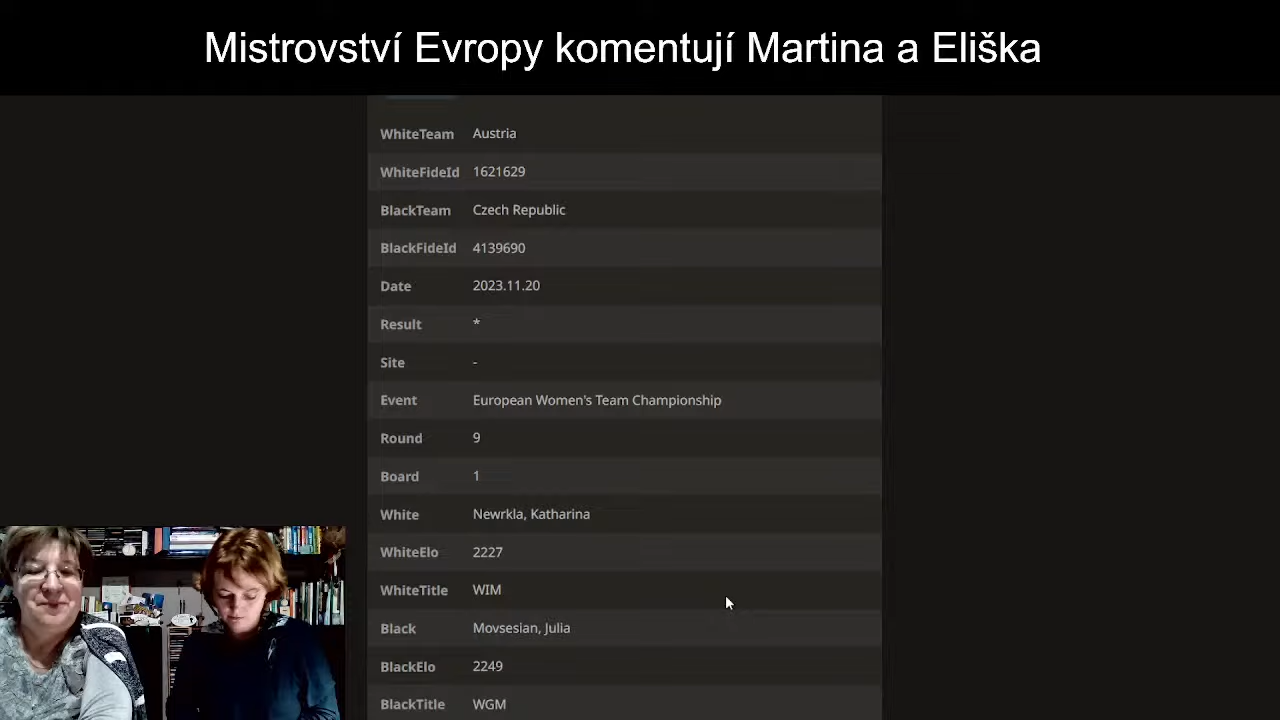 Mistrovství Evropy komentují Martina a Eliška
WhiteTeam Austria
WhiteFideId 1621629
BlackTeam Czech Republic
BlackFideId 4139690
Date 2023.11.20
Result *
Site -
Event European Women's Team Championship
Round 9
Board 1
White Newrkla, Katharina
WhiteElo 2227
WhiteTitle WIM
Black Movsesian, Julia
BlackElo 2249
BlackTitle WGM